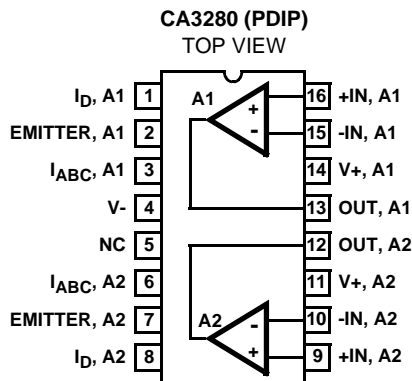 CA3280 (PDIP)
TOP VIEW
I_D, A1 1 16 +IN, A1
EMITTER, A1 2 15 -IN, A1
I_ABC, A1 3 14 V+, A1
V- 4 13 OUT, A1
NC 5 12 OUT, A2
I_ABC, A2 6 11 V+, A2
EMITTER, A2 7 10 -IN, A2
I_D, A2 8 9 +IN, A2
A1
+
-
A2
-
+